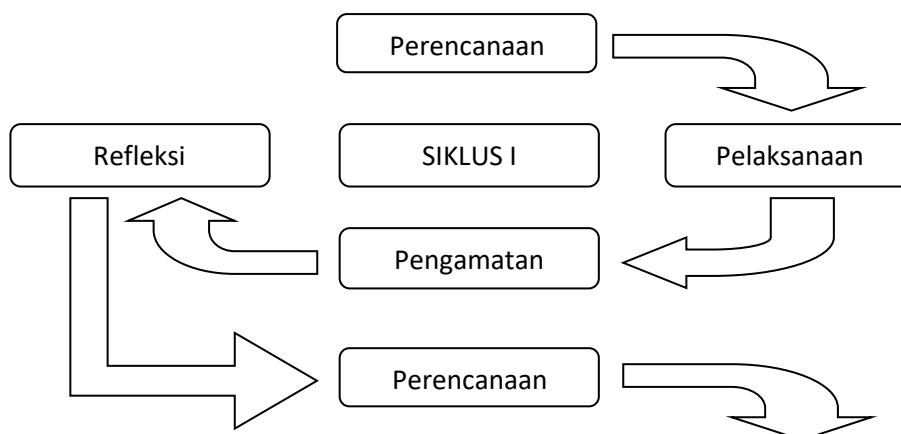 Perencanaan
Refleksi
SIKLUS I
Pelaksanaan
Pengamatan
Perencanaan